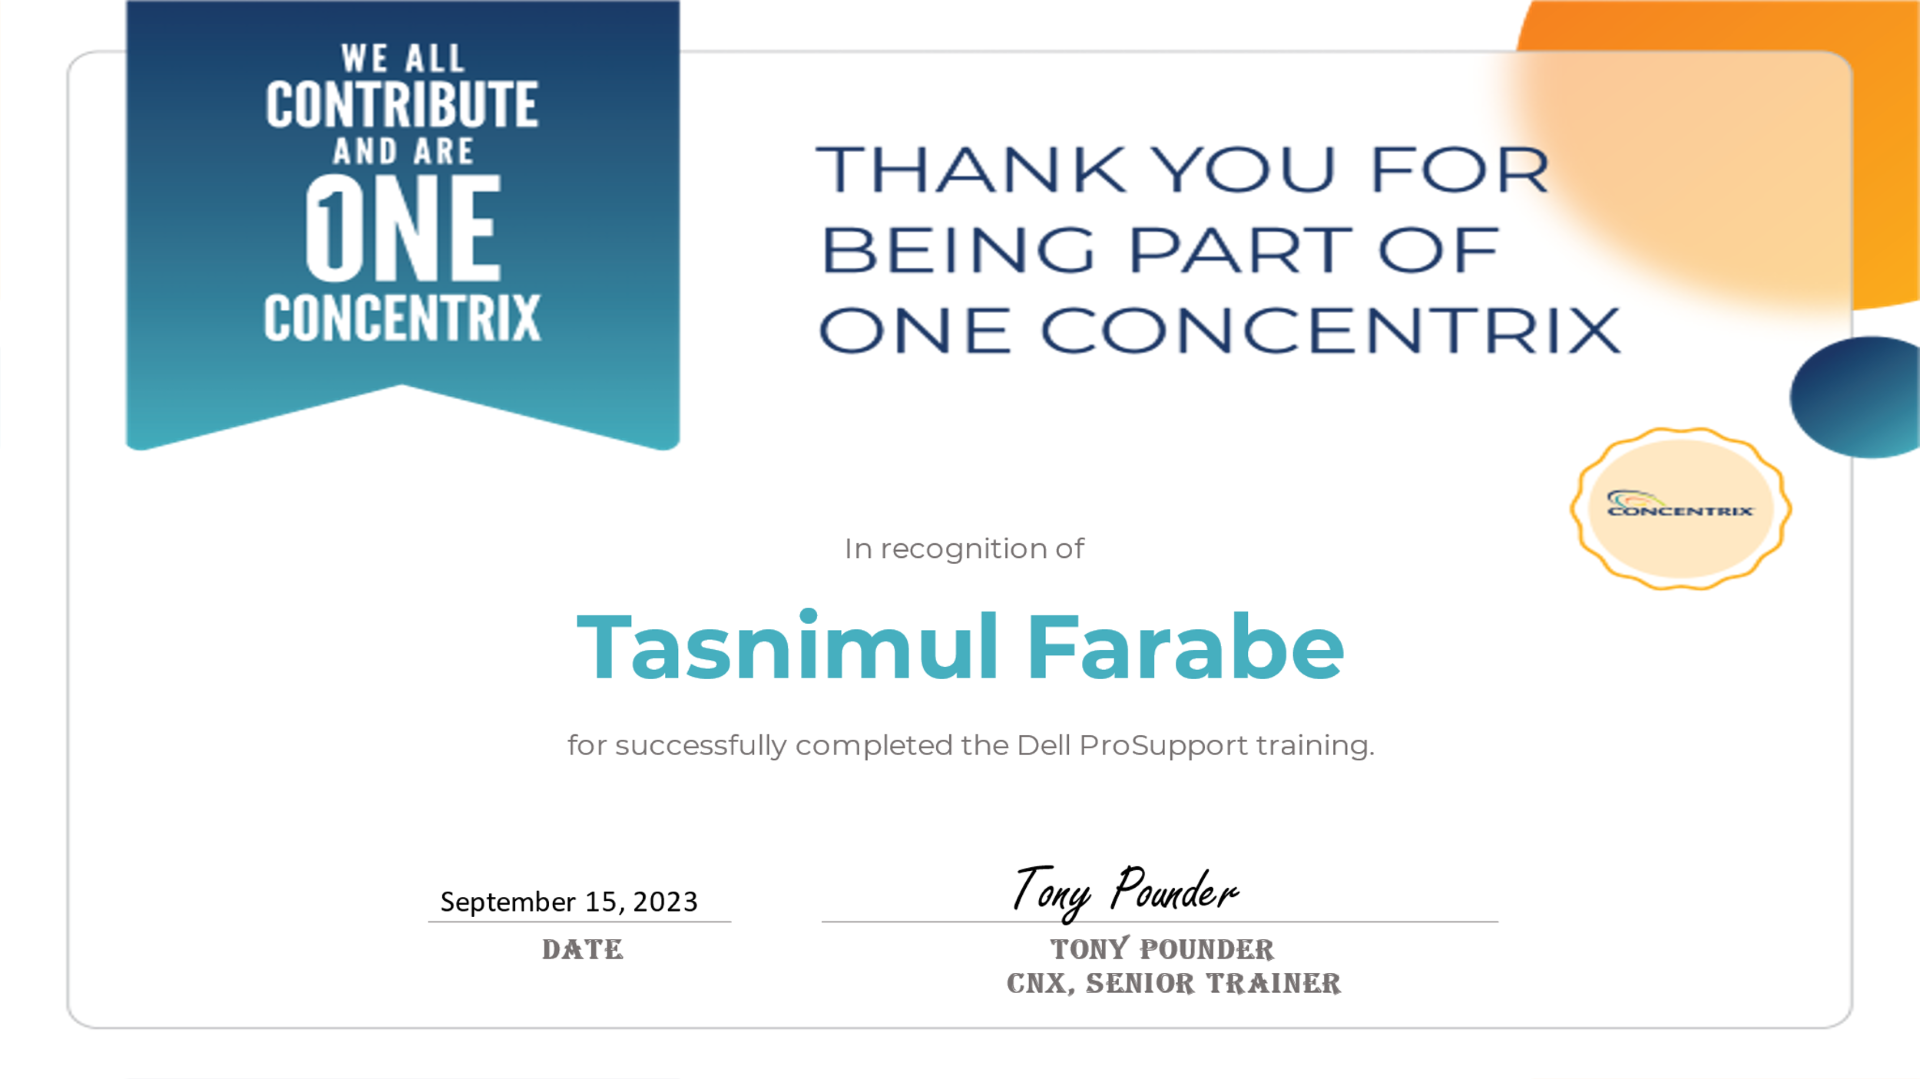 WE ALL
CONTRIBUTE
AND ARE
ONE
CONCENTRIX
THANK YOU FOR
BEING PART OF
ONE CONCENTRIX
CONCENTRIX
In recognition of
Tasnimul Farabe
for successfully completed the Dell ProSupport training.
September 15, 2023
DATE
Tony Pounder
TONY POUNDER
CNX, SENIOR TRAINER